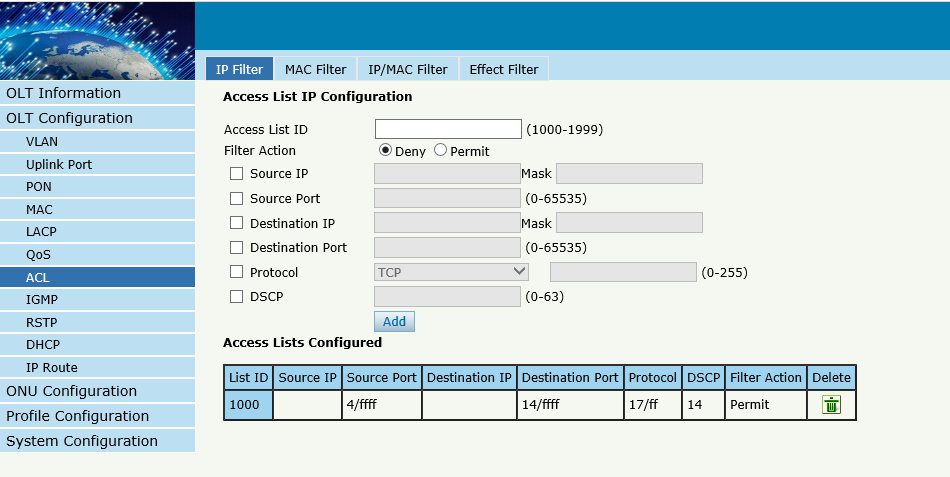 IP Filter MAC Filter IP/MAC Filter Effect Filter
OLT Information
OLT Configuration
VLAN
Uplink Port
PON
MAC
LACP
QoS
ACL
IGMP
RSTP
DHCP
IP Route
ONU Configuration
Profile Configuration
System Configuration
Access List IP Configuration
Access List ID (1000-1999)
Filter Action Deny Permit
Source IP Mask
Source Port (0-65535)
Destination IP Mask
Destination Port (0-65535)
Protocol TCP (0-255)
DSCP (0-63)
Add
Access Lists Configured
List ID Source IP Source Port Destination IP Destination Port Protocol DSCP Filter Action Delete
1000 4/ffff 14/ffff 17/ff 14 Permit